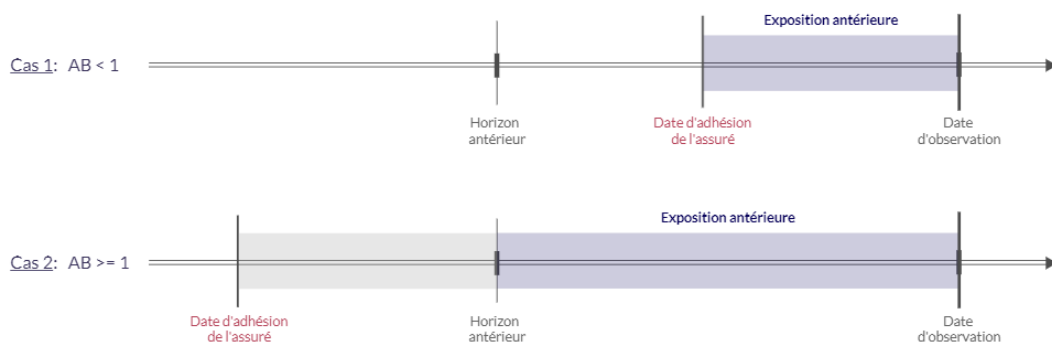 Exposition antérieure
Cas 1: AB < 1
Horizon
antérieur
Date d'adhésion
de l'assuré
Date
d'observation
Exposition antérieure
Cas 2: AB >= 1
Date d'adhésion
de l'assuré
Horizon
antérieur
Date
d'observation